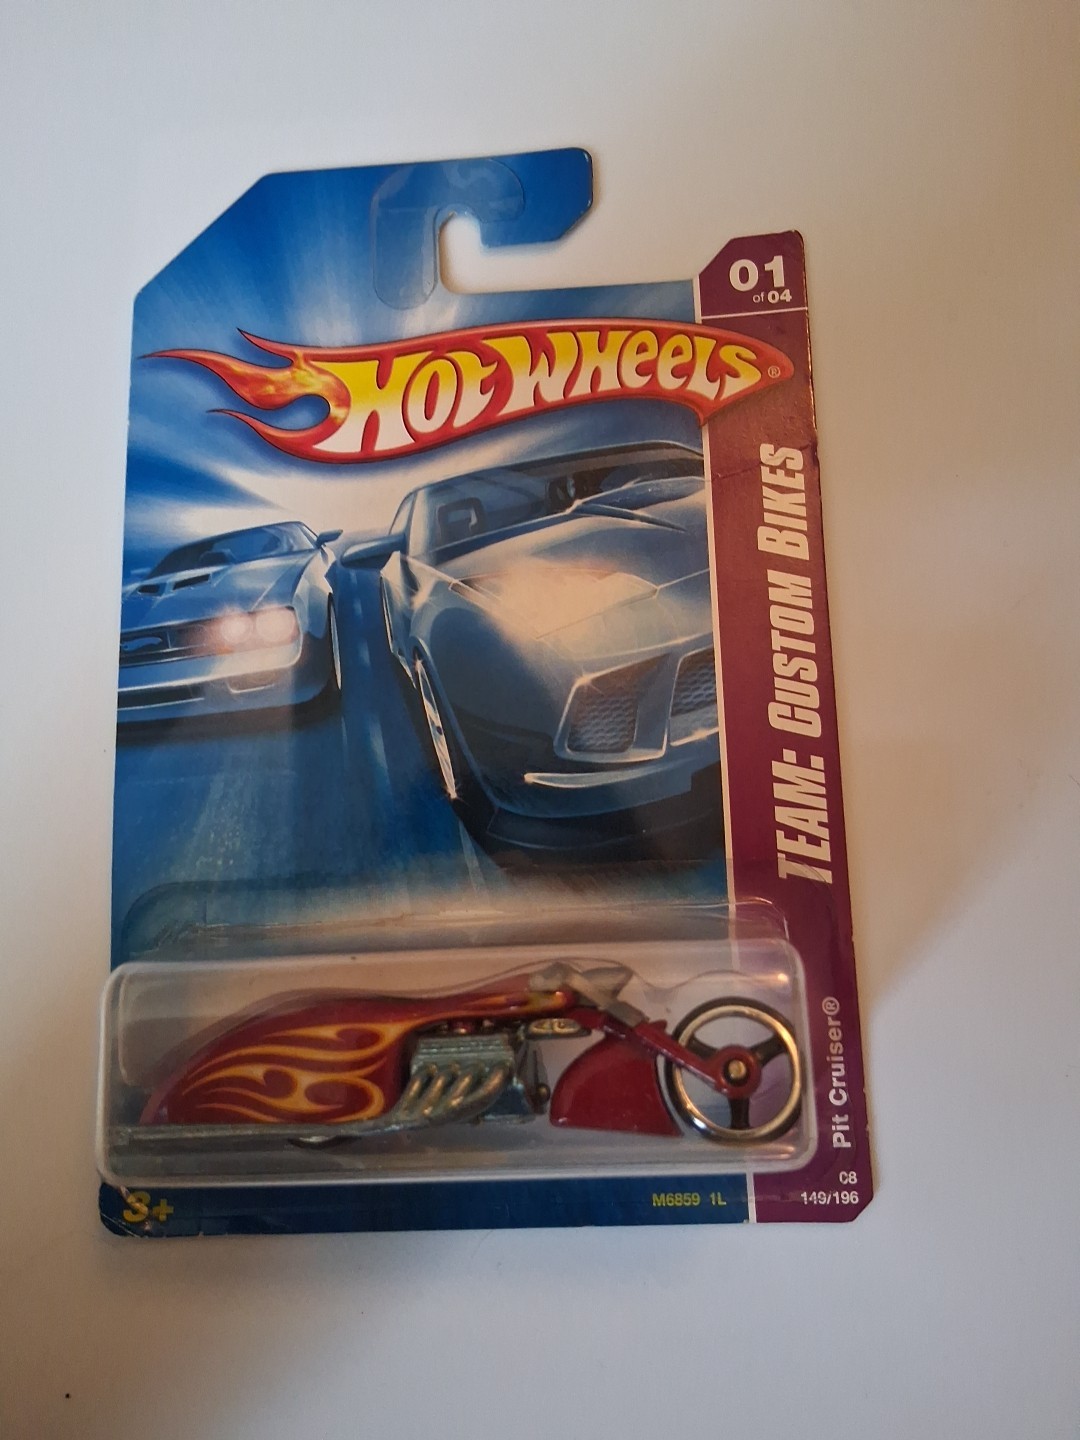 01
of 04
HOT WHEELS®
TEAM: CUSTOM BIKES
Pit Cruiser®
C8
149/196
M6859 1L
3+